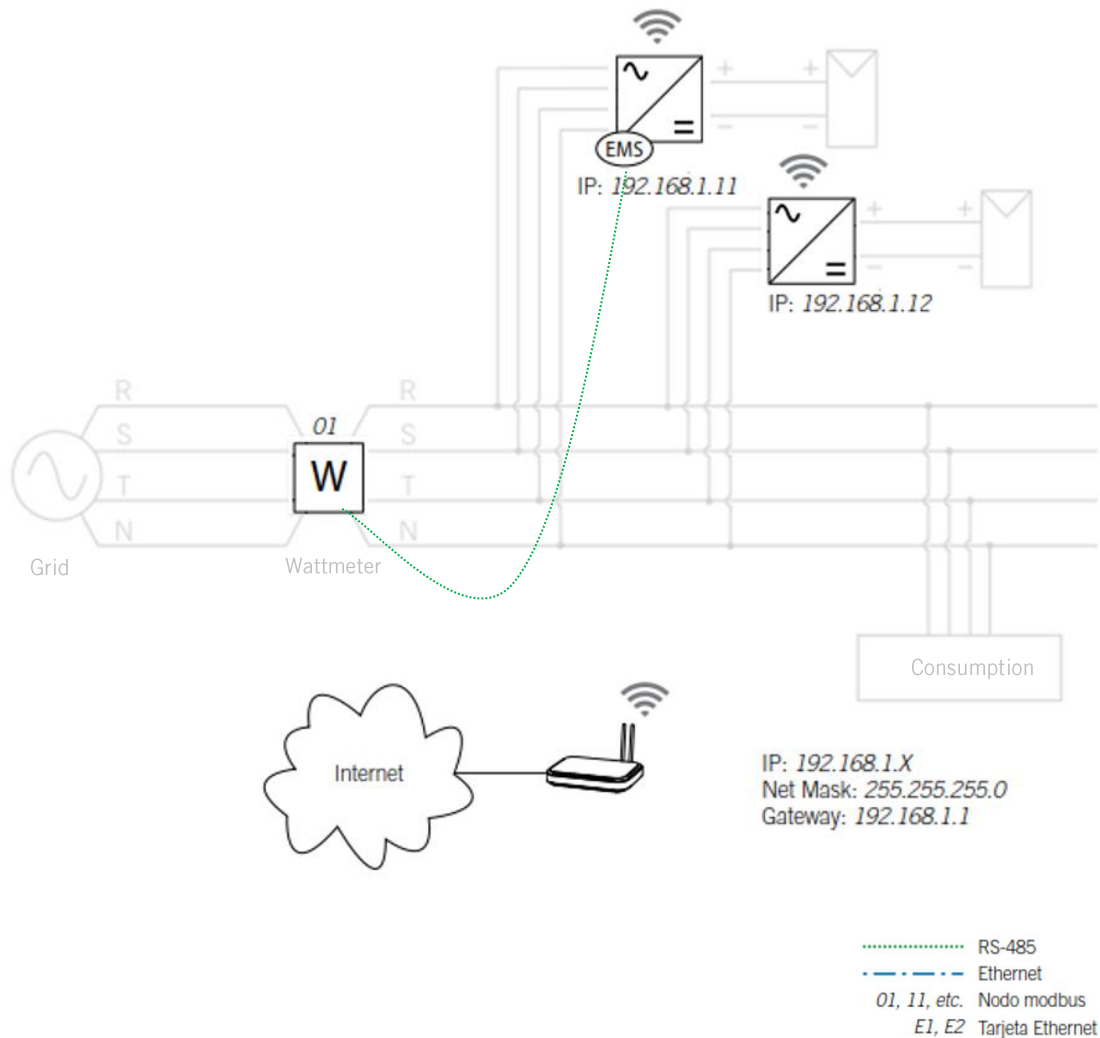 + +
EMS
- -
IP: 192.168.1.11
+ +
- -
IP: 192.168.1.12
R R
01
S S
W
T T
N N
Grid
Wattmeter
Consumption
Internet
IP: 192.168.1.X
Net Mask: 255.255.255.0
Gateway: 192.168.1.1
RS-485
Ethernet
01, 11, etc. Nodo modbus
E1, E2 Tarjeta Ethernet